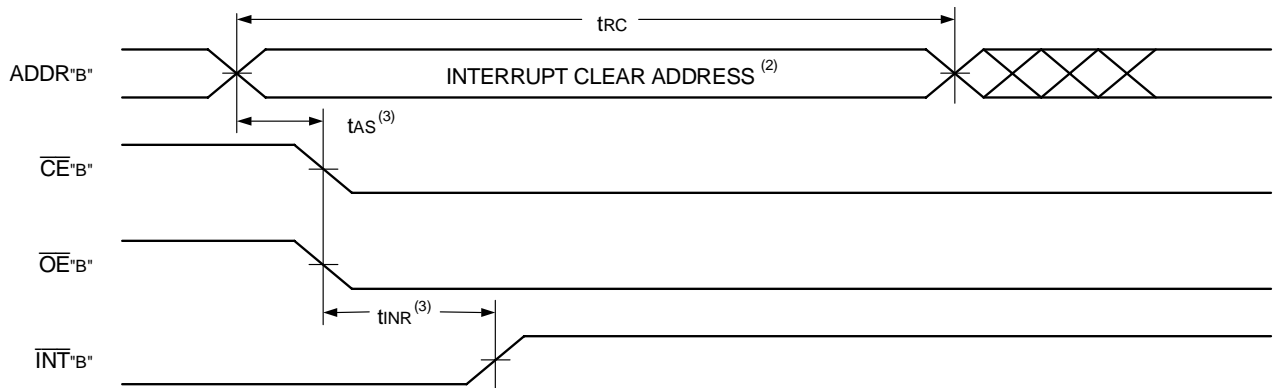 tRC
ADDR"B"
INTERRUPT CLEAR ADDRESS (2)
tAS(3)
CE"B"
OE"B"
tINR(3)
INT"B"